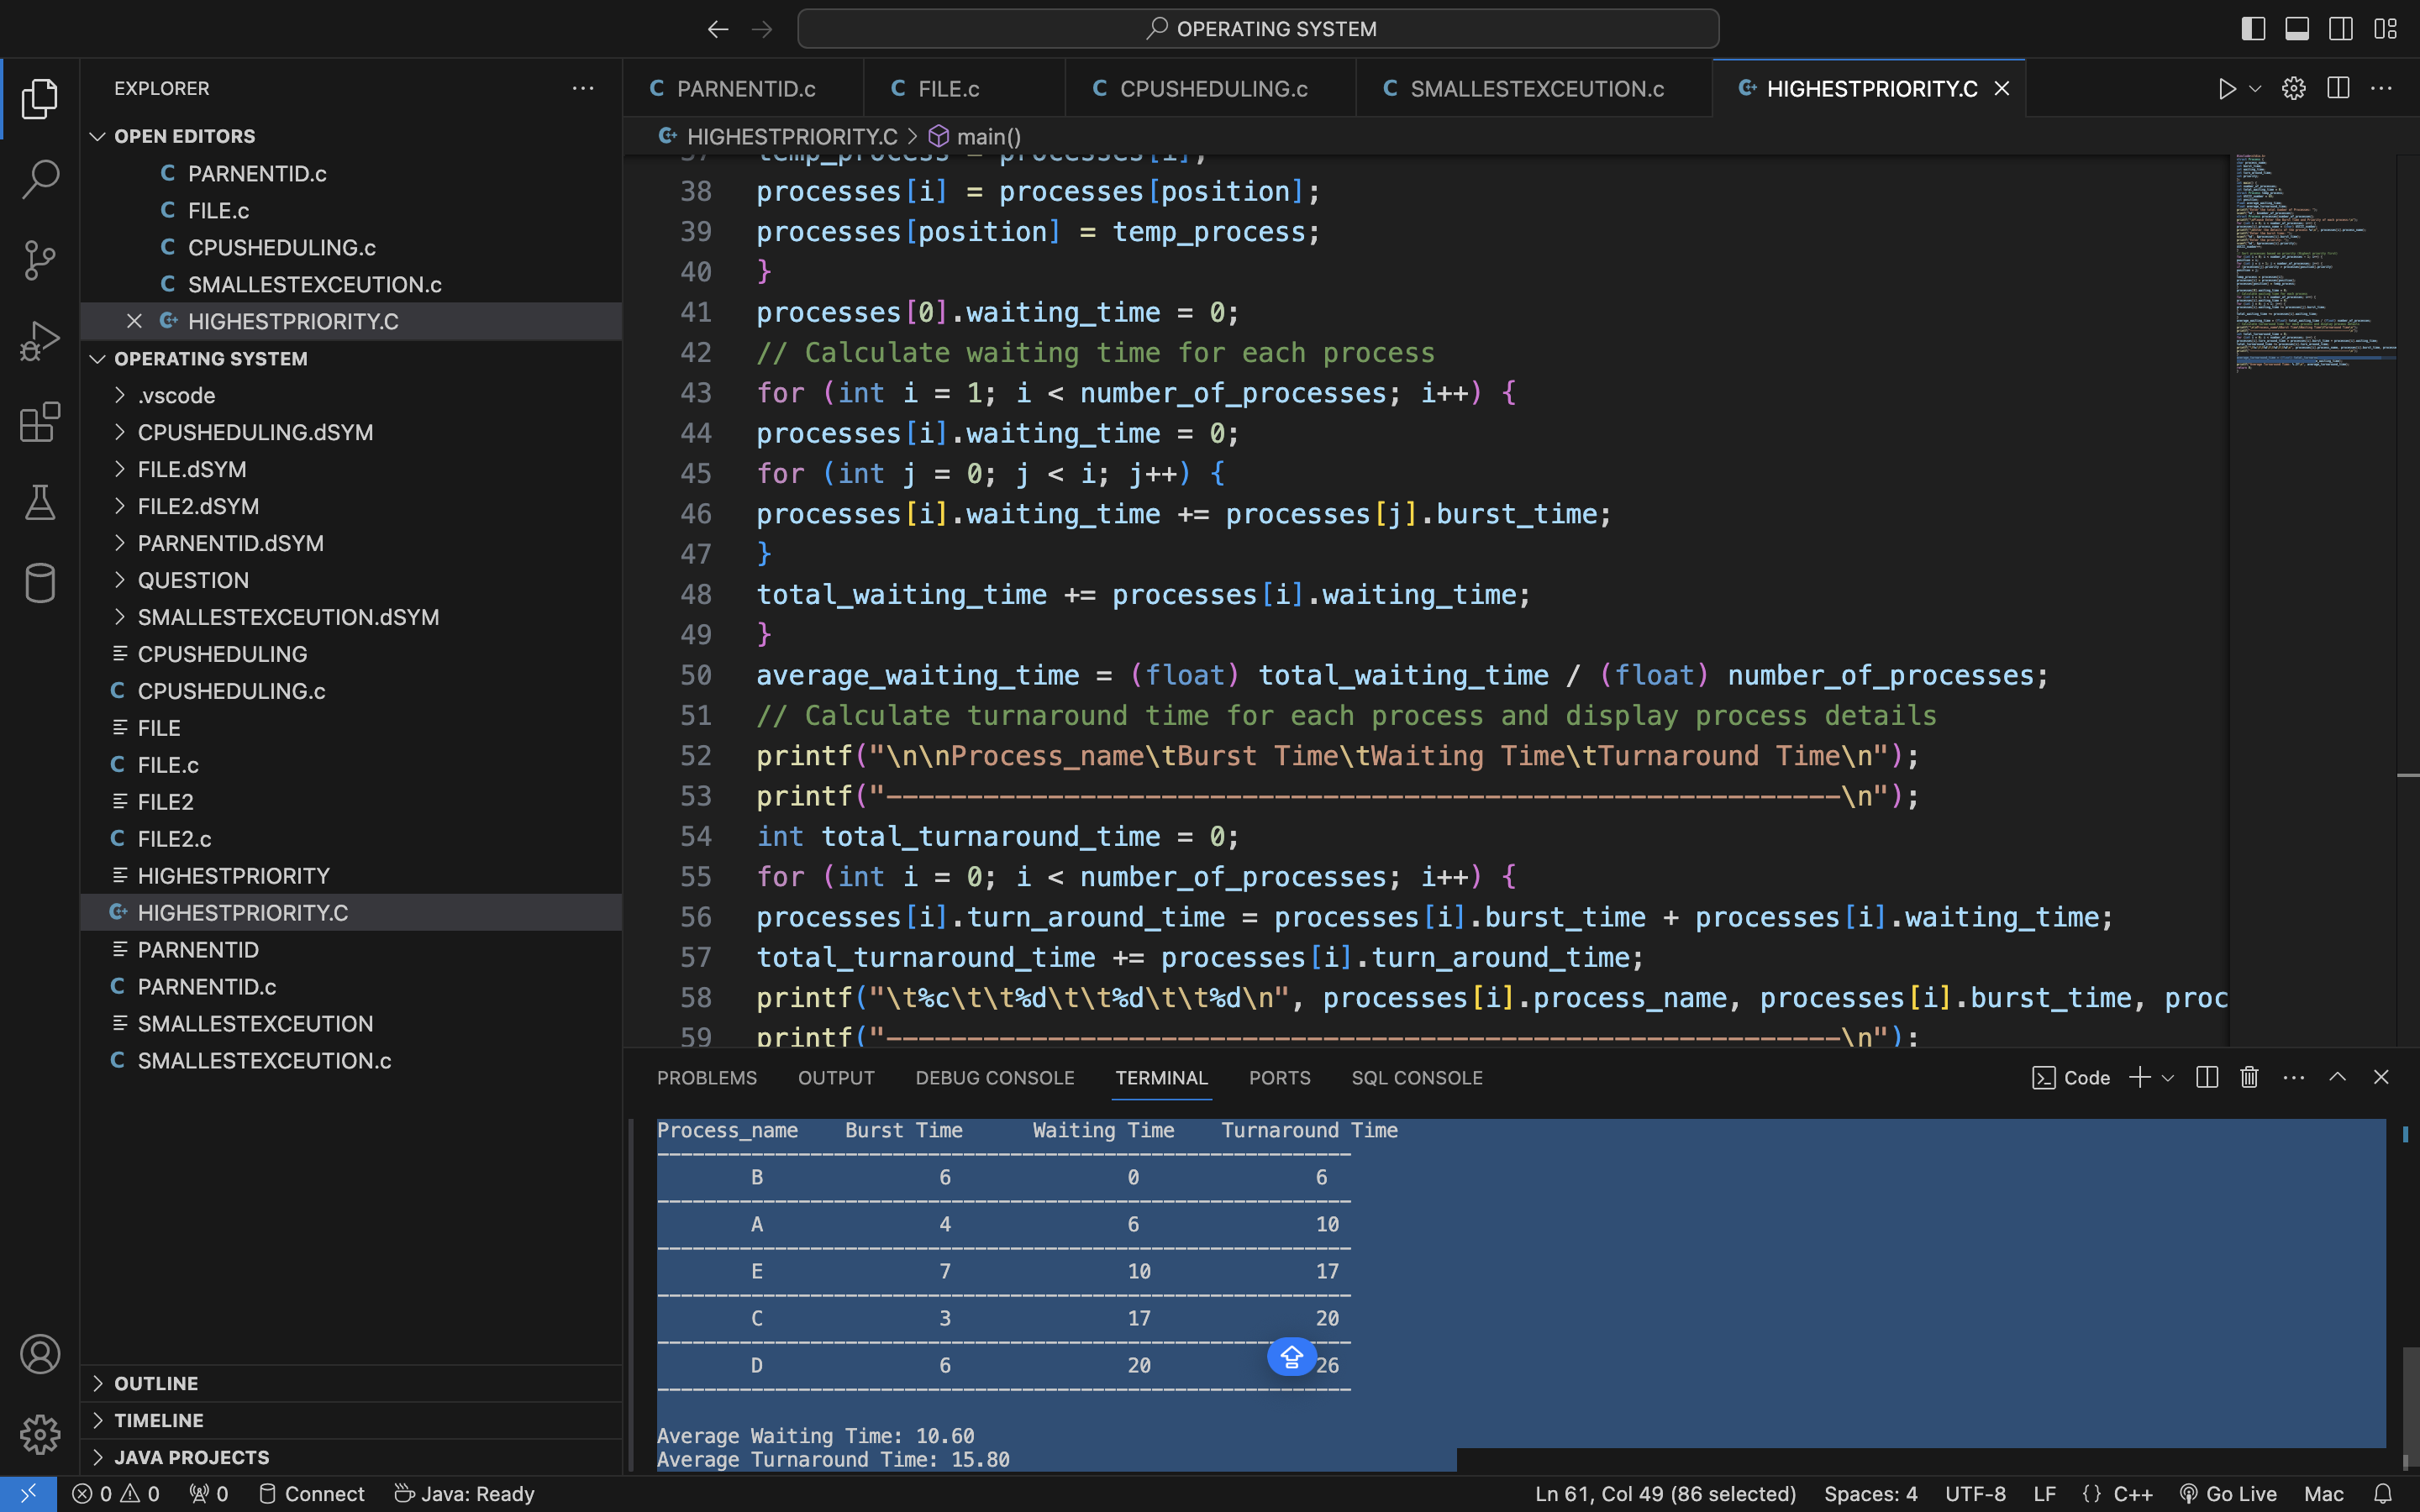 OPERATING SYSTEM
EXPLORER
OPEN EDITORS
C PARNENTID.c
C FILE.c
C CPUSHEDULING.c
C SMALLESTEXCEUTION.c
HIGHESTPRIORITY.C
OPERATING SYSTEM
.vscode
CPUSHEDULING.dSYM
FILE.dSYM
FILE2.dSYM
PARNENTID.dSYM
QUESTION
SMALLESTEXCEUTION.dSYM
CPUSHEDULING
C CPUSHEDULING.c
FILE
C FILE.c
FILE2
C FILE2.c
HIGHESTPRIORITY
HIGHESTPRIORITY.C
PARNENTID
C PARNENTID.c
SMALLESTEXCEUTION
C SMALLESTEXCEUTION.c
OUTLINE
TIMELINE
JAVA PROJECTS
C PARNENTID.c C FILE.c C CPUSHEDULING.c C SMALLESTEXCEUTION.c HIGHESTPRIORITY.C
HIGHESTPRIORITY.C > main()
37 temp_process = processes[i];
38 processes[i] = processes[position];
39 processes[position] = temp_process;
40 }
41 processes[0].waiting_time = 0;
42 // Calculate waiting time for each process
43 for (int i = 1; i < number_of_processes; i++) {
44 processes[i].waiting_time = 0;
45 for (int j = 0; j < i; j++) {
46 processes[i].waiting_time += processes[j].burst_time;
47 }
48 total_waiting_time += processes[i].waiting_time;
49 }
50 average_waiting_time = (float) total_waiting_time / (float) number_of_processes;
51 // Calculate turnaround time for each process and display process details
52 printf("\n\nProcess_name\tBurst Time\tWaiting Time\tTurnaround Time\n");
53 printf("-----------------------------------------------------------\n");
54 int total_turnaround_time = 0;
55 for (int i = 0; i < number_of_processes; i++) {
56 processes[i].turn_around_time = processes[i].burst_time + processes[i].waiting_time;
57 total_turnaround_time += processes[i].turn_around_time;
58 printf("\t%c\t\t%d\t\t%d\t\t%d\n", processes[i].process_name, processes[i].burst_time, proc
59 printf("-----------------------------------------------------------\n");
PROBLEMS OUTPUT DEBUG CONSOLE TERMINAL PORTS SQL CONSOLE Code
Process_name Burst Time Waiting Time Turnaround Time
-----------------------------------------------------------
B 6 0 6
-----------------------------------------------------------
A 4 6 10
-----------------------------------------------------------
E 7 10 17
-----------------------------------------------------------
C 3 17 20
-----------------------------------------------------------
D 6 20 26
-----------------------------------------------------------
Average Waiting Time: 10.60
Average Turnaround Time: 15.80
0 0 0 Connect Java: Ready Ln 61, Col 49 (86 selected) Spaces: 4 UTF-8 LF {} C++ Go Live Mac